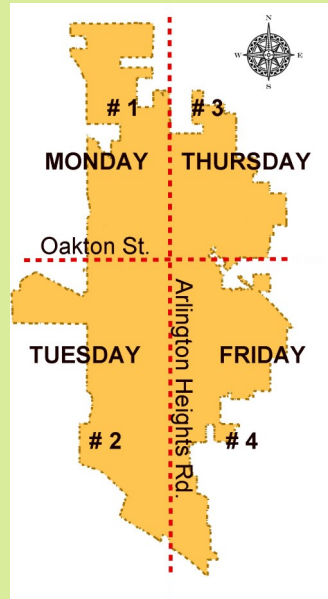 N
W E
S
# 1
# 3
MONDAY
THURSDAY
Oakton St.
Arlington Heights Rd.
TUESDAY
FRIDAY
# 2
# 4